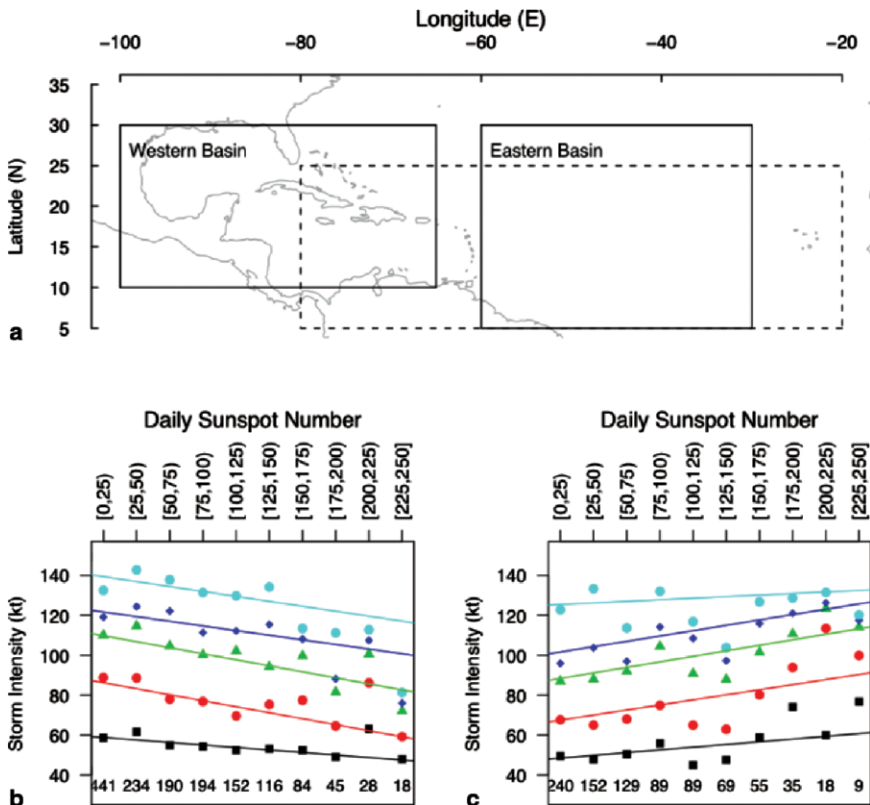 Longitude (E)
−100 −80 −60 −40 −20
Latitude (N)
35
30
25
20
15
10
5
Western Basin
Eastern Basin
a
Daily Sunspot Number
[0,25) [25,50) [50,75) [75,100) [100,125) [125,150) [150,175) [175,200) [200,225) [225,250]
Storm Intensity (kt)
140
120
100
80
60
40
441 234 190 194 152 116 84 45 28 18
b
Daily Sunspot Number
[0,25) [25,50) [50,75) [75,100) [100,125) [125,150) [150,175) [175,200) [200,225) [225,250]
Storm Intensity (kt)
140
120
100
80
60
40
240 152 129 89 89 69 55 35 18 9
c